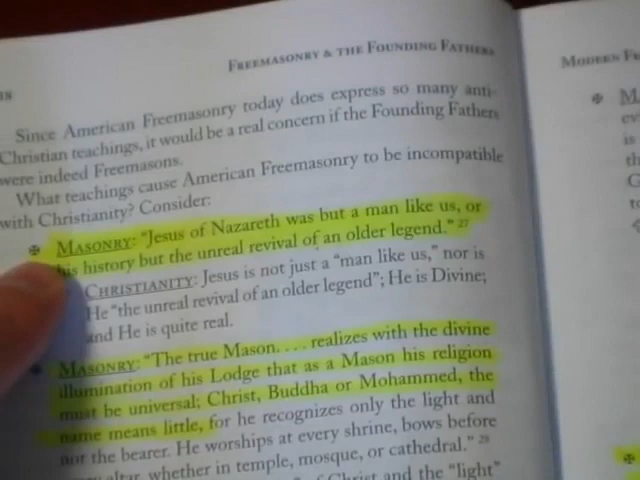 FREEMASONRY & THE FOUNDING FATHERS
Since American Freemasonry today does express so many anti-
Christian teachings, it would be a real concern if the Founding Fathers
were indeed Freemasons.
What teachings cause American Freemasonry to be incompatible
with Christianity? Consider:
MASONRY: "Jesus of Nazareth was but a man like us, or
his history but the unreal revival of an older legend." 27
CHRISTIANITY: Jesus is not just a "man like us," nor is
He "the unreal revival of an older legend"; He is Divine;
and He is quite real.
MASONRY: "The true Mason. . . . realizes with the divine
illumination of his Lodge that as a Mason his religion
must be universal; Christ, Buddha or Mohammed, the
name means little, for he recognizes only the light and
not the bearer. He worships at every shrine, bows before
altar, whether in temple, mosque, or cathedral." 28
of Christ and the "light"
MODERN